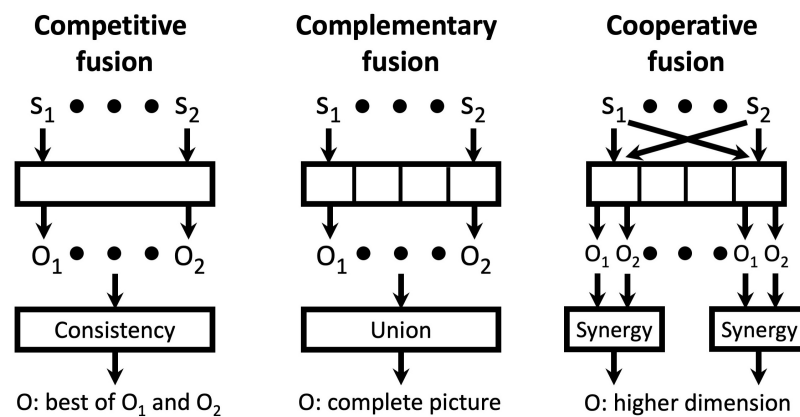 Competitive
fusion
S₁ • • • S₂
O₁ • • • O₂
Consistency
O: best of O₁ and O₂
Complementary
fusion
S₁ • • • S₂
O₁ • • • O₂
Union
O: complete picture
Cooperative
fusion
S₁ • • • S₂
O₁ O₂ • • • O₁ O₂
Synergy
Synergy
O: higher dimension